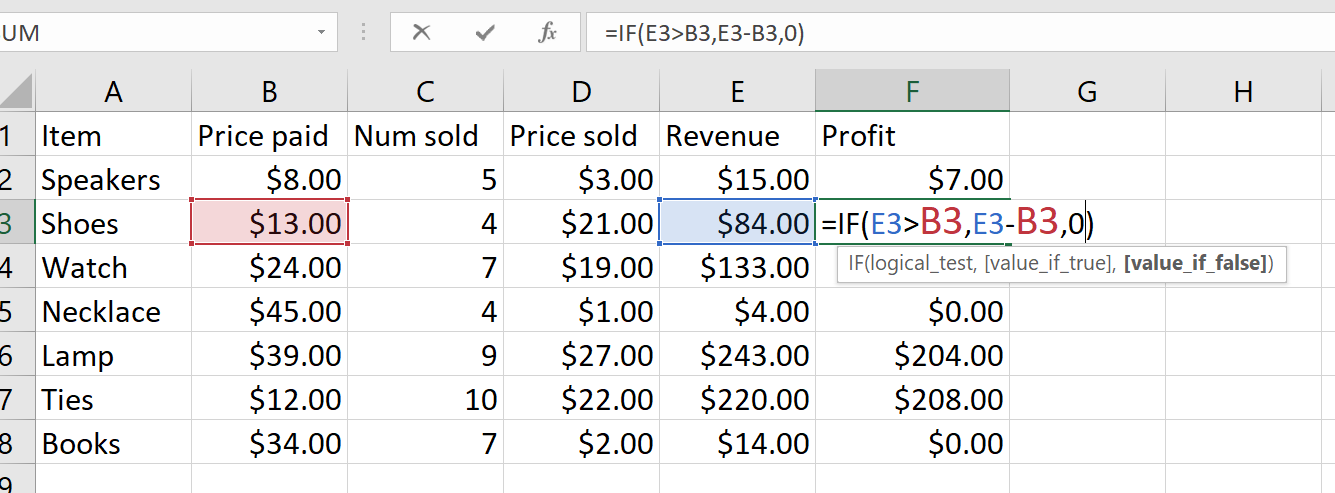 UM fx =IF(E3>B3,E3-B3,0)
A B C D E F G H
1 Item Price paid Num sold Price sold Revenue Profit
2 Speakers $8.00 5 $3.00 $15.00 $7.00
3 Shoes $13.00 4 $21.00 $84.00 =IF(E3>B3,E3-B3,0)
4 Watch $24.00 7 $19.00 $133.00
IF(logical_test, [value_if_true], [value_if_false])
5 Necklace $45.00 4 $1.00 $4.00 $0.00
6 Lamp $39.00 9 $27.00 $243.00 $204.00
7 Ties $12.00 10 $22.00 $220.00 $208.00
8 Books $34.00 7 $2.00 $14.00 $0.00
9